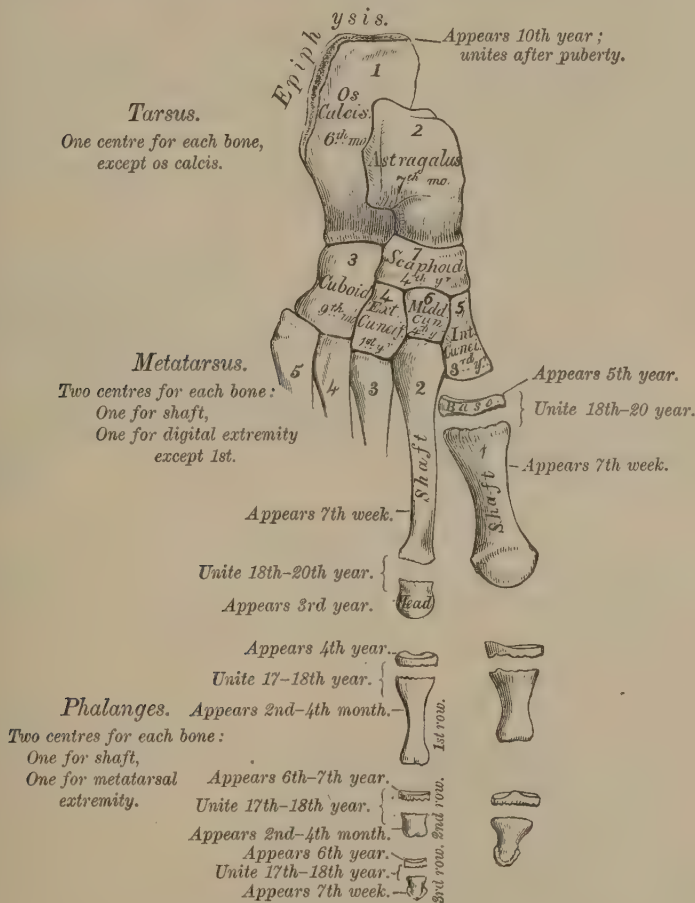 Epiphysis.
Appears 10th year;
unites after puberty.
Tarsus.
One centre for each bone,
except os calcis.
1
Os
Calcis.
6th mo
2
Astragalus
7th mo.
3
Cuboid
9th mo
7
Scaphoid
4th yr
4
Ext
Cuneif.
1st y
6
Midd
Cun.
4th y
5
Int
Cunei.
3rd y.
Metatarsus.
Two centres for each bone:
One for shaft,
One for digital extremity
except 1st.
5
4
3
2
Shaft
Appears 5th year.
Base.
Unite 18th–20 year.
1
Shaft
Appears 7th week.
Appears 7th week.
Unite 18th–20th year.
Appears 3rd year.
Head
Appears 4th year.
Unite 17–18th year.
Phalanges.
Appears 2nd–4th month.
1st row.
Two centres for each bone:
One for shaft,
One for metatarsal
extremity.
Appears 6th–7th year.
Unite 17th–18th year.
Appears 2nd–4th month.
2nd row.
Appears 6th year.
Unite 17th–18th year.
Appears 7th week.
3rd row.